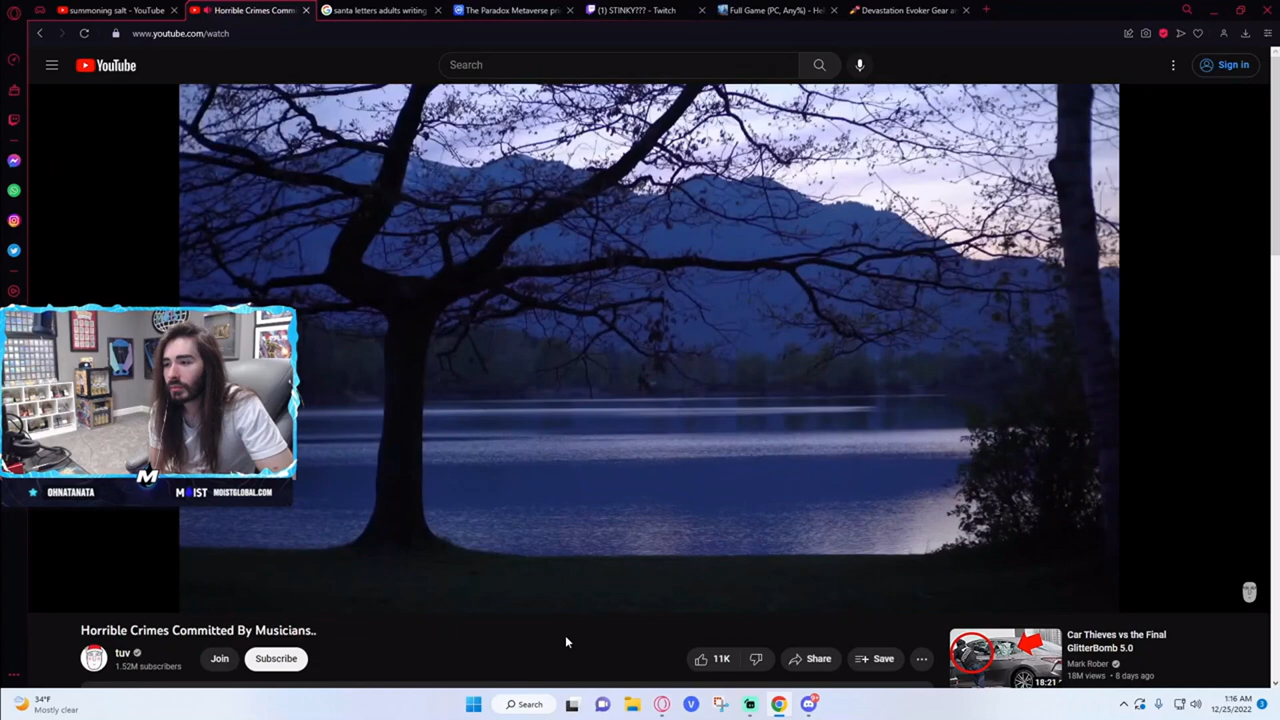 summoning salt - YouTube
Horrible Crimes Comm
santa letters adults writing
The Paradox Metaverse pr
(1) STINKY?? - Twitch
Full Game (PC, Any%) - Hel
Devastation Evoker Gear an
www.youtube.com/watch
YouTube
Search
Sign in
M
OHNATANATA
MOIST
MOISTGLOBAL.COM
Horrible Crimes Committed By Musicians..
tuv
1.52M subscribers
Join
Subscribe
11K
Share
Save
Car Thieves vs the Final
GlitterBomb 5.0
Mark Rober
18M views • 8 days ago
18:21
34°F
Mostly clear
Search
1:16 AM
12/25/2022